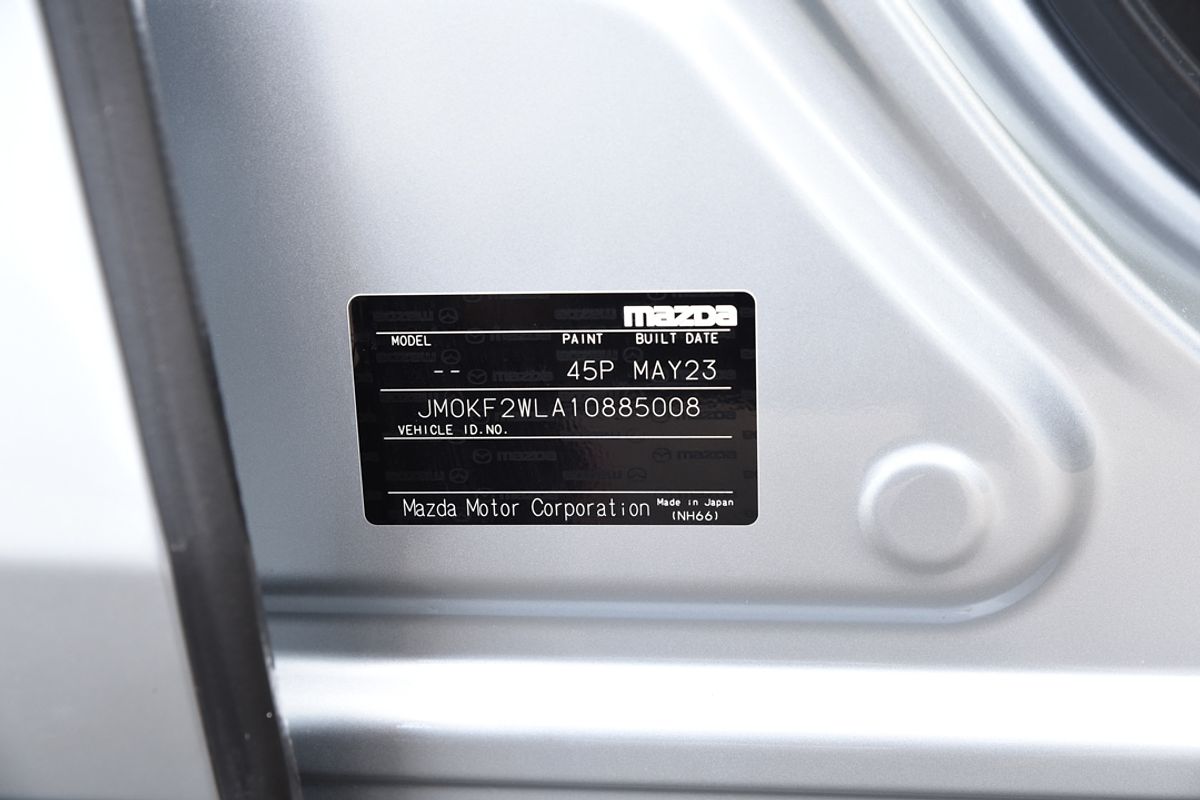 mazda
MODEL PAINT BUILT DATE
-- 45P MAY23
JM0KF2WLA10885008
VEHICLE ID.NO.
Mazda Motor Corporation Made in Japan
(NH66)